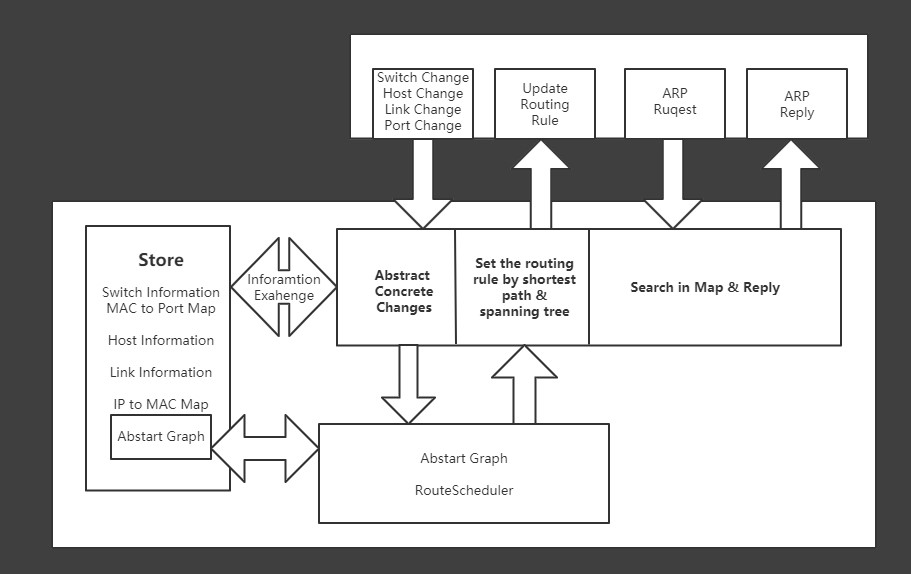 Switch Change
Host Change
Link Change
Port Change
Update
Routing
Rule
ARP
Ruqest
ARP
Reply
Store
Switch Information
MAC to Port Map
Host Information
Link Information
IP to MAC Map
Abstart Graph
Inforamtion
Exahenge
Abstract
Concrete
Changes
Set the routing
rule by shortest
path &
spanning tree
Search in Map & Reply
Abstart Graph
RouteScheduler